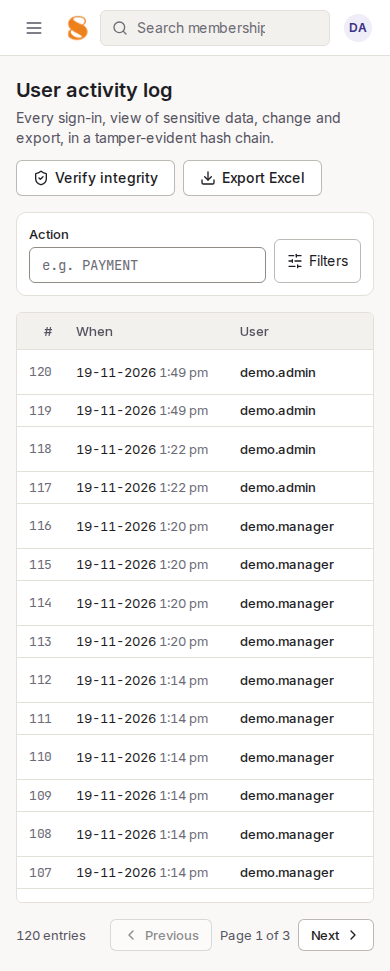 Search membership
DA
User activity log
Every sign-in, view of sensitive data, change and
export, in a tamper-evident hash chain.
Verify integrity
Export Excel
Action
e.g. PAYMENT
Filters
# When User
120 19-11-2026 1:49 pm demo.admin
119 19-11-2026 1:49 pm demo.admin
118 19-11-2026 1:22 pm demo.admin
117 19-11-2026 1:22 pm demo.admin
116 19-11-2026 1:20 pm demo.manager
115 19-11-2026 1:20 pm demo.manager
114 19-11-2026 1:20 pm demo.manager
113 19-11-2026 1:20 pm demo.manager
112 19-11-2026 1:14 pm demo.manager
111 19-11-2026 1:14 pm demo.manager
110 19-11-2026 1:14 pm demo.manager
109 19-11-2026 1:14 pm demo.manager
108 19-11-2026 1:14 pm demo.manager
107 19-11-2026 1:14 pm demo.manager
120 entries Previous Page 1 of 3 Next